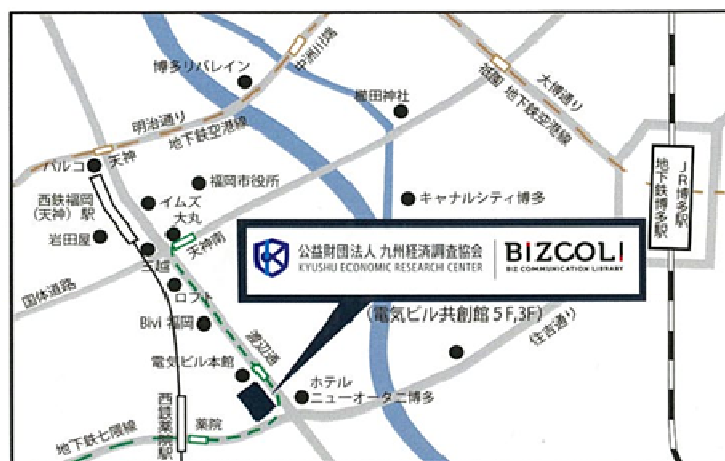 博多リバレイン
中洲川端
明治通り
地下鉄空港線
櫛田神社
祇園
大博通り
地下鉄空港線
パルコ
天神
西鉄福岡
(天神)駅
イムズ
福岡市役所
大丸
天神南
岩田屋
三越
キャナルシティ博多
JR博多駅
地下鉄博多駅
公益財団法人 九州経済調査協会
KYUSHU ECONOMIC RESEARCH CENTER
BIZCOLI
BIZ COMMUNICATION LIBRARY
(電気ビル共創館 5F,3F)
国体道路
ロフト
Bivi 福岡
渡辺通
住吉通り
電気ビル本館
ホテル
ニューオータニ博多
西鉄薬院駅
薬院
地下鉄七隈線